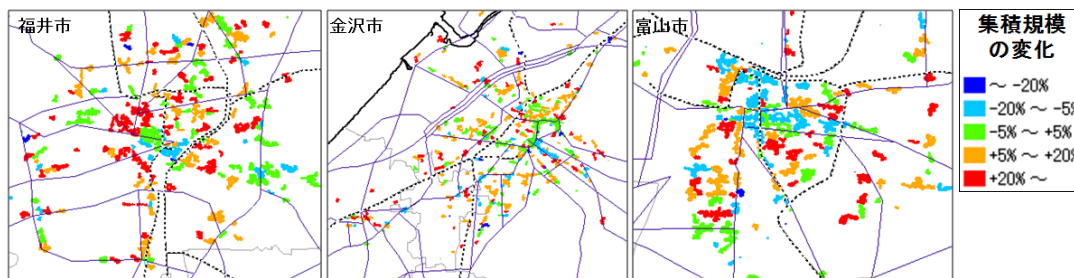 福井市
金沢市
富山市
集積規模
の変化
～ -20%
-20% ～ -5%
-5% ～ +5%
+5% ～ +20%
+20% ～